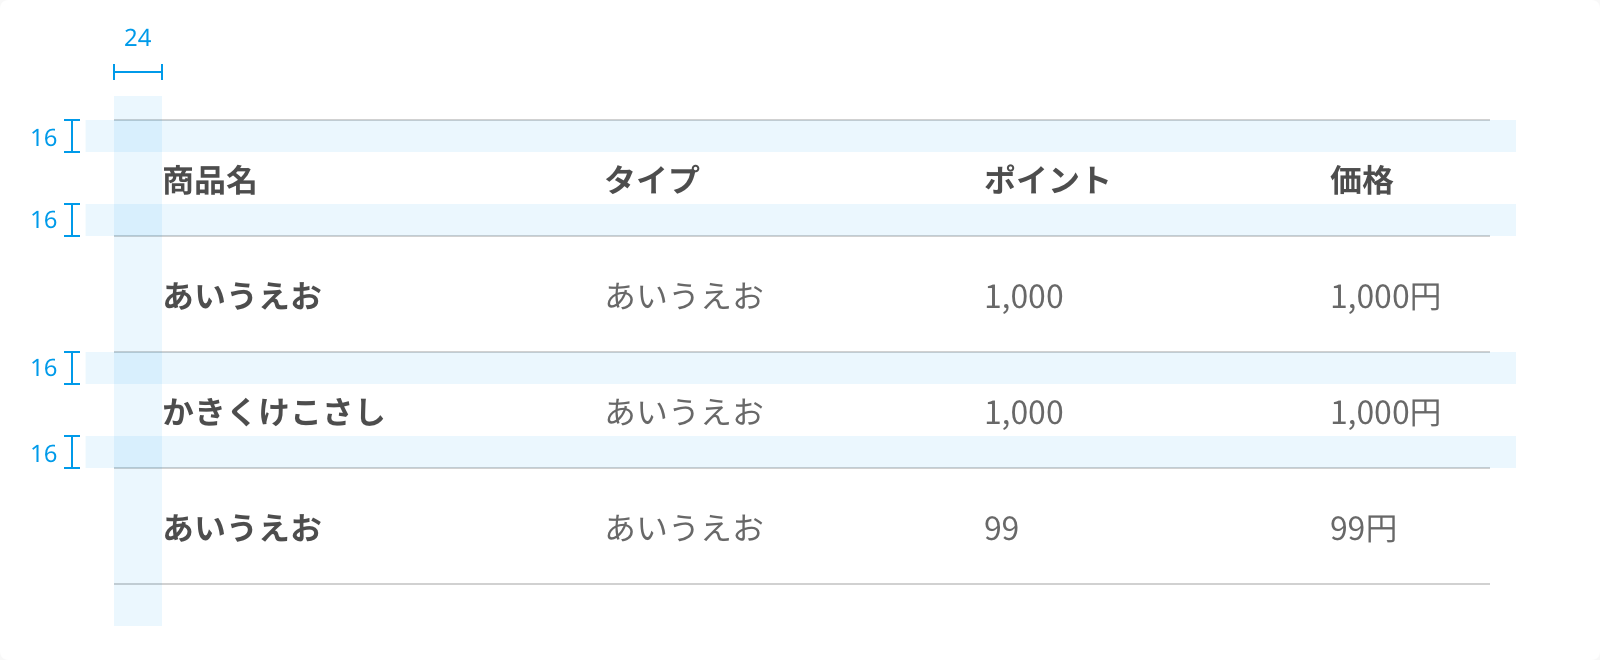 24
16
商品名 タイプ ポイント 価格
16
あいうえお あいうえお 1,000 1,000円
16
かきくけこさし あいうえお 1,000 1,000円
16
あいうえお あいうえお 99 99円